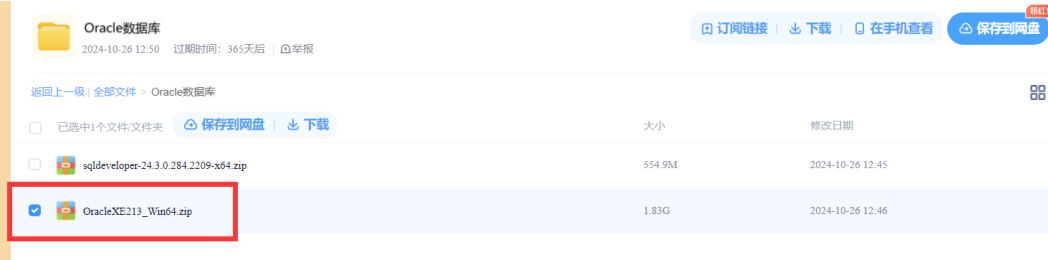 Oracle数据库
2024-10-26 12:50 过期时间：365天后 举报
订阅链接 下载 在手机查看 保存到网盘
返回上一级 | 全部文件 > Oracle数据库
已选中1个文件/文件夹 保存到网盘 下载 大小 修改日期
sqldeveloper-24.3.0.284.2209-x64.zip 554.9M 2024-10-26 12:45
OracleXE213_Win64.zip 1.83G 2024-10-26 12:46